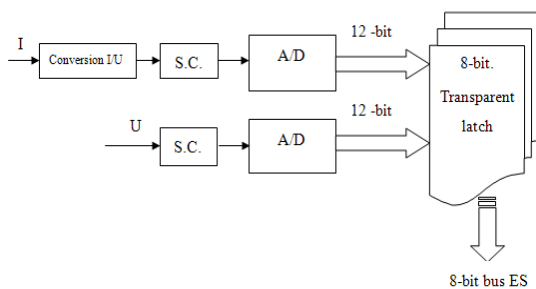 I
Conversion I/U
S.C.
A/D
12 -bit
U
S.C.
A/D
12 -bit
8-bit.
Transparent
latch
8-bit bus ES